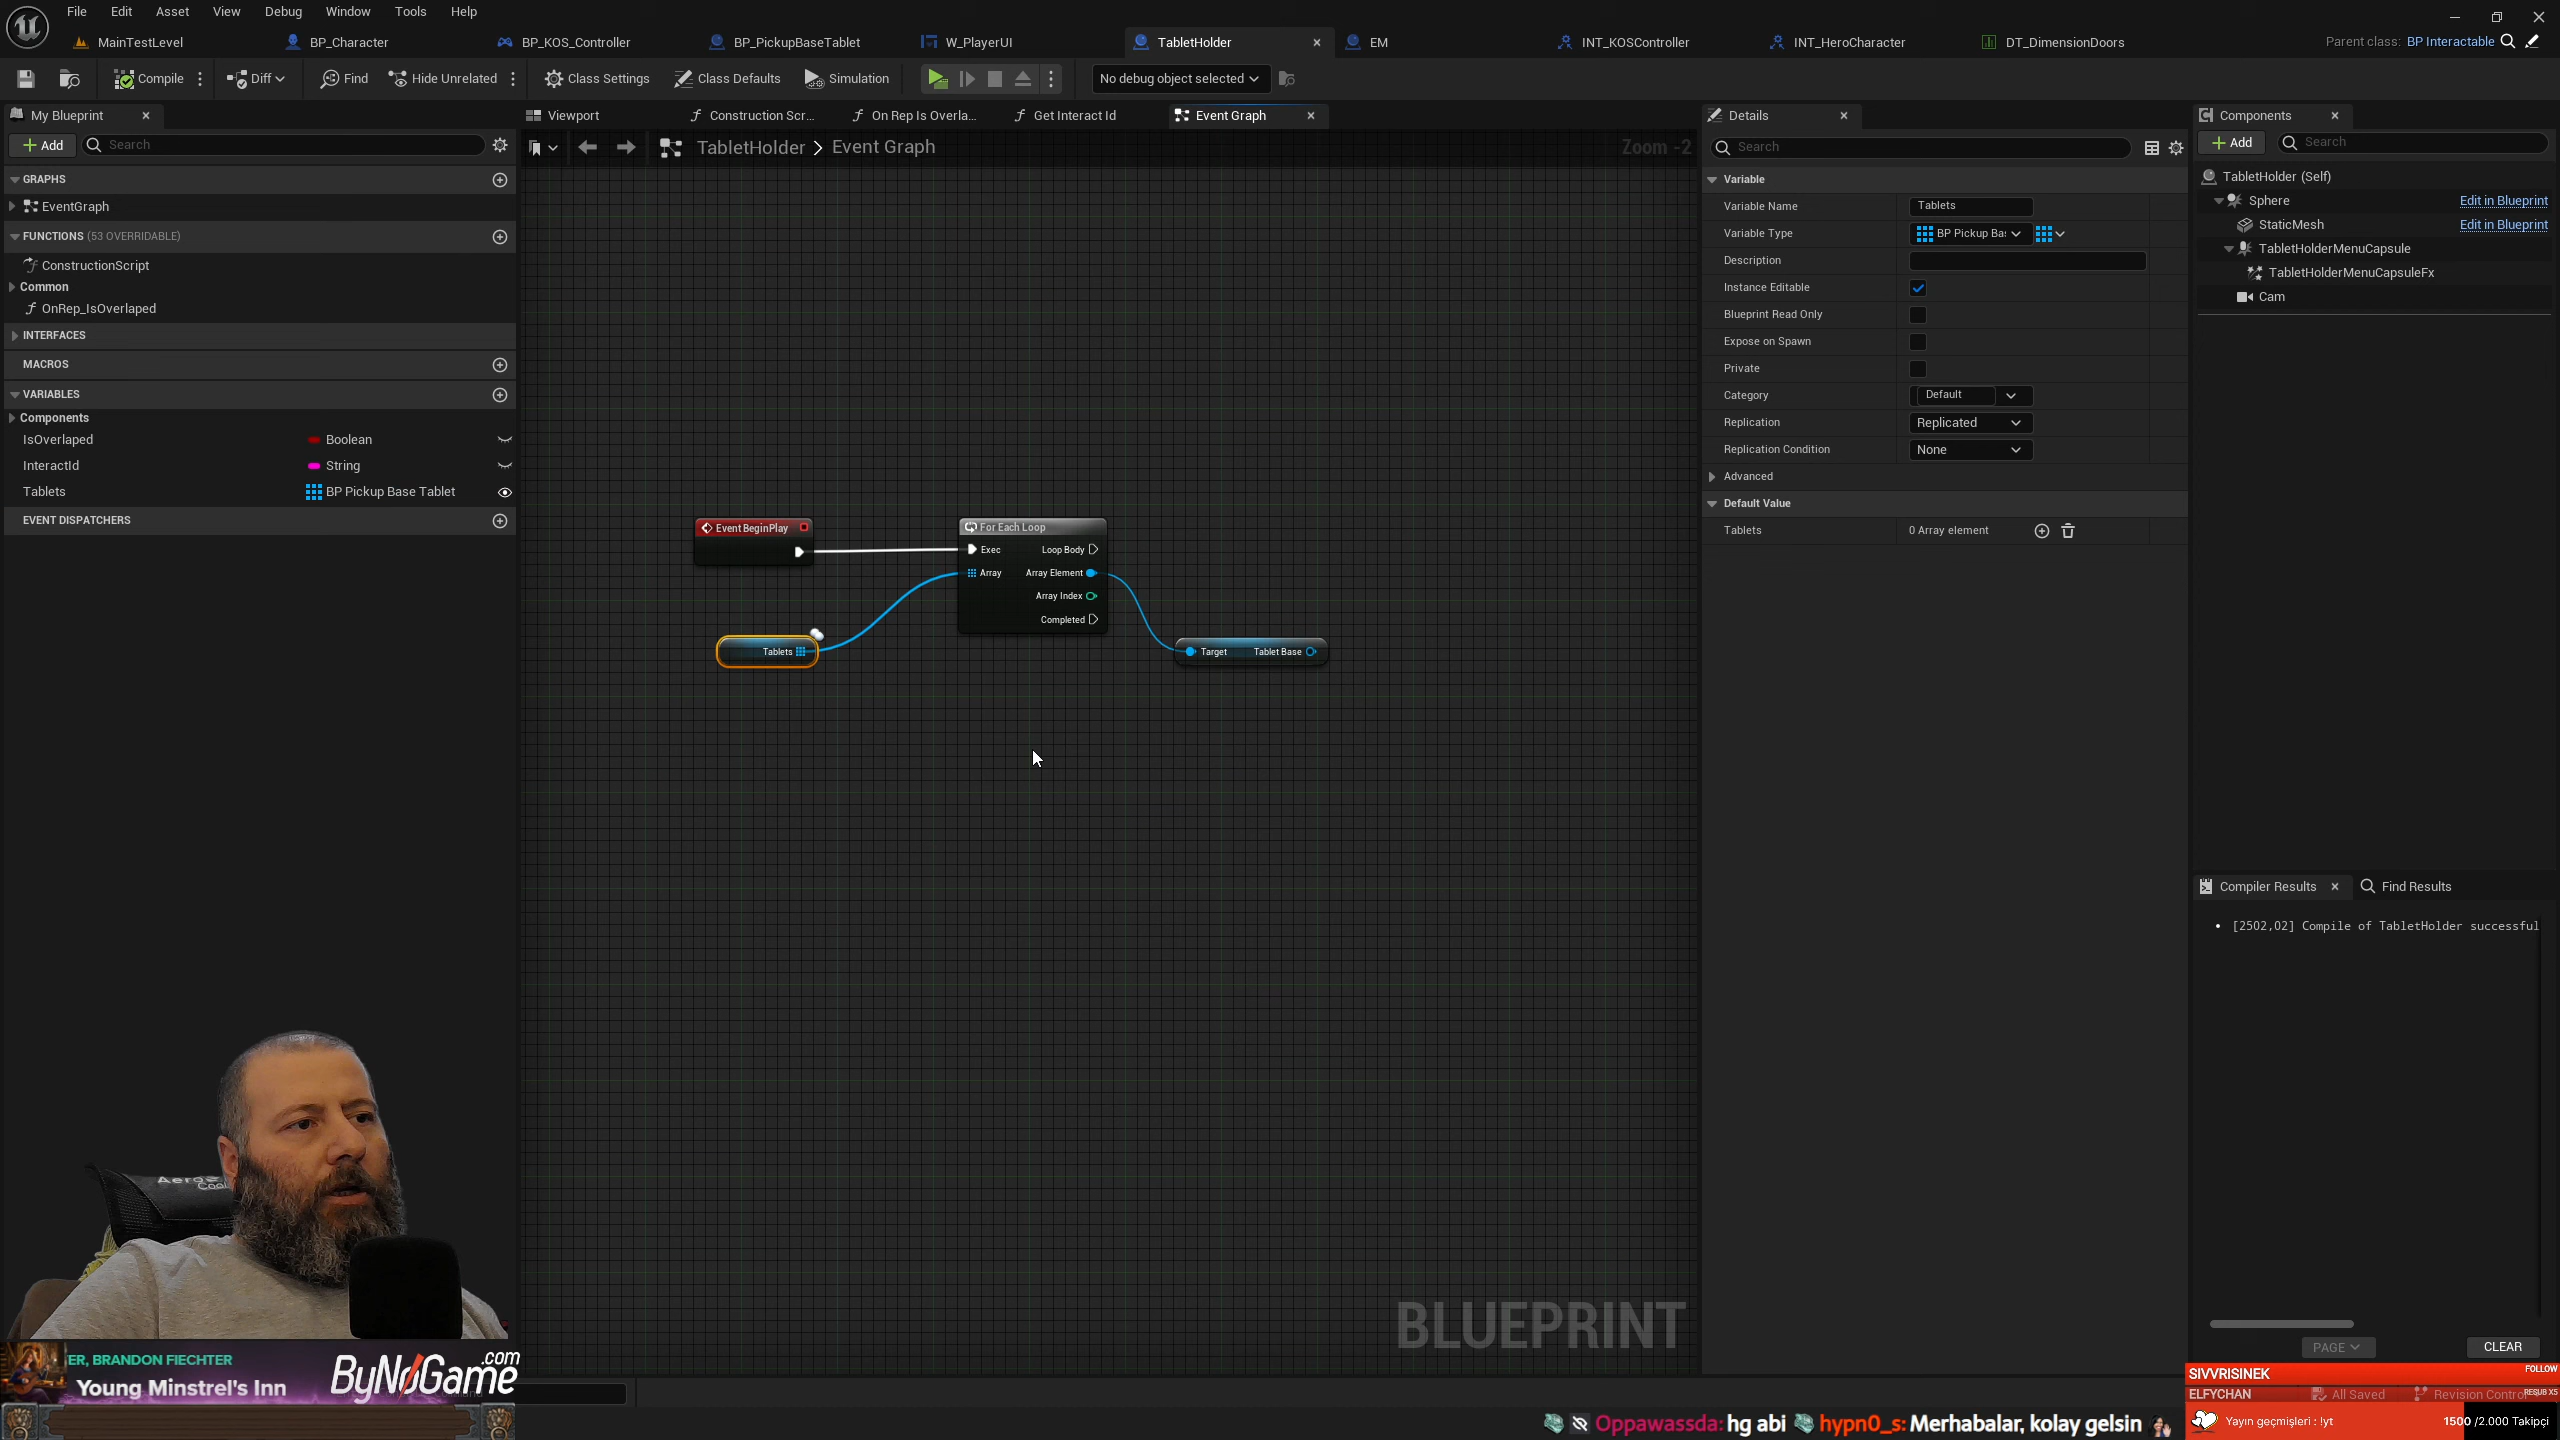 File Edit Asset View Debug Window Tools Help
MainTestLevel BP_Character BP_KOS_Controller BP_PickupBaseTablet W_PlayerUI TabletHolder EM INT_KOSController INT_HeroCharacter DT_DimensionDoors
Parent class: BP Interactable
Compile Diff Find Hide Unrelated Class Settings Class Defaults Simulation No debug object selected
My Blueprint
Add Search
GRAPHS
EventGraph
FUNCTIONS (53 OVERRIDABLE)
ConstructionScript
Common
OnRep_IsOverlaped
INTERFACES
MACROS
VARIABLES
Components
IsOverlaped Boolean
InteractId String
Tablets BP Pickup Base Tablet
EVENT DISPATCHERS
Viewport Construction Scr... On Rep Is Overla... Get Interact Id Event Graph
TabletHolder > Event Graph
Zoom -2
Event BeginPlay
For Each Loop
Exec Loop Body
Array Array Element
Array Index
Completed
Tablets
Target Tablet Base
BLUEPRINT
Details
Search
Variable
Variable Name Tablets
Variable Type BP Pickup Ba
Description
Instance Editable
Blueprint Read Only
Expose on Spawn
Private
Category Default
Replication Replicated
Replication Condition None
Advanced
Default Value
Tablets 0 Array element
Components
Add Search
TabletHolder (Self)
Sphere Edit in Blueprint
StaticMesh Edit in Blueprint
TabletHolderMenuCapsule
TabletHolderMenuCapsuleFx
Cam
Compiler Results Find Results
[2502,02] Compile of TabletHolder successful
PAGE CLEAR
ER, BRANDON FIECHTER
Young Minstrel's Inn
ByNoGame.com
SIVVRISINEK FOLLOW
ELFYCHAN All Saved Revision Contro RESUB X5
Oppawassda: hg abi hypn0_s: Merhabalar, kolay gelsin
Yayın geçmişleri : !yt 1500 /2.000 Takipçi